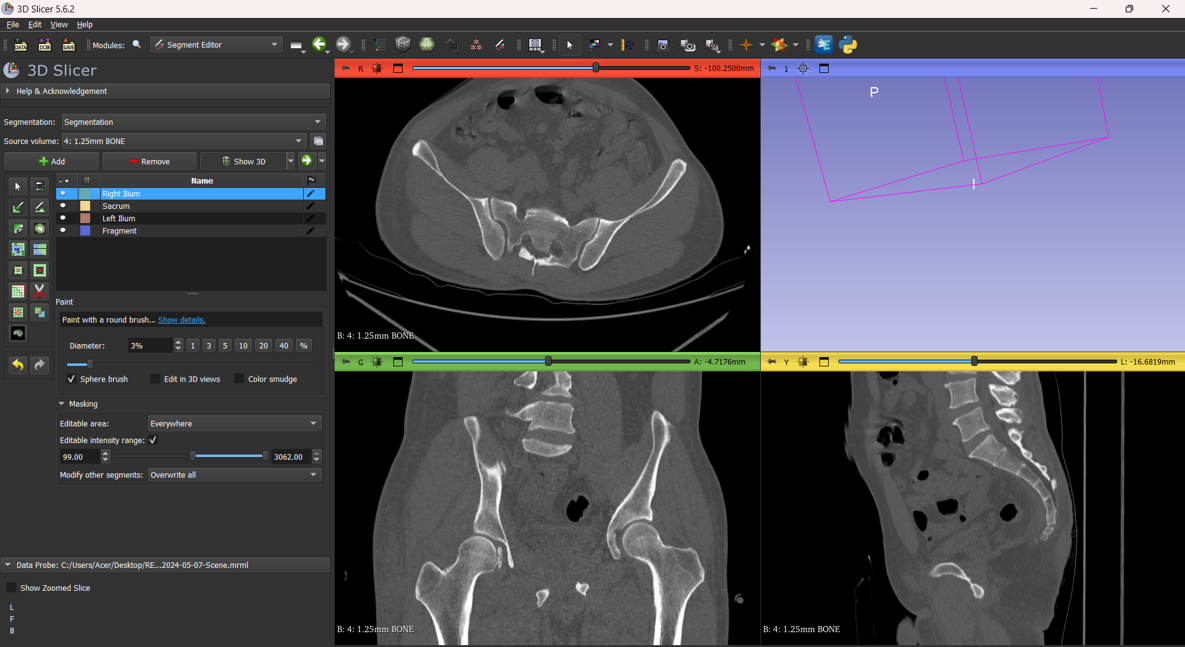 3D Slicer 5.6.2
File Edit View Help
DATA DCM SAVE Modules: Segment Editor
3D Slicer
Help & Acknowledgement
Segmentation: Segmentation
Source volume: 4: 1.25mm BONE
Add Remove Show 3D
Name
Right Ilium
Sacrum
Left Ilium
Fragment
Paint
Paint with a round brush... Show details.
Diameter: 3% 1 3 5 10 20 40 %
Sphere brush Edit in 3D views Color smudge
Masking
Editable area: Everywhere
Editable intensity range:
99.00 3062.00
Modify other segments: Overwrite all
Data Probe: C:/Users/Acer/Desktop/RE...2024-05-07-Scene.mrml
Show Zoomed Slice
L
F
B
R S: -100.2500mm
B: 4: 1.25mm BONE
1
P
I
G A: -4.7176mm
B: 4: 1.25mm BONE
Y L: -16.6819mm
B: 4: 1.25mm BONE